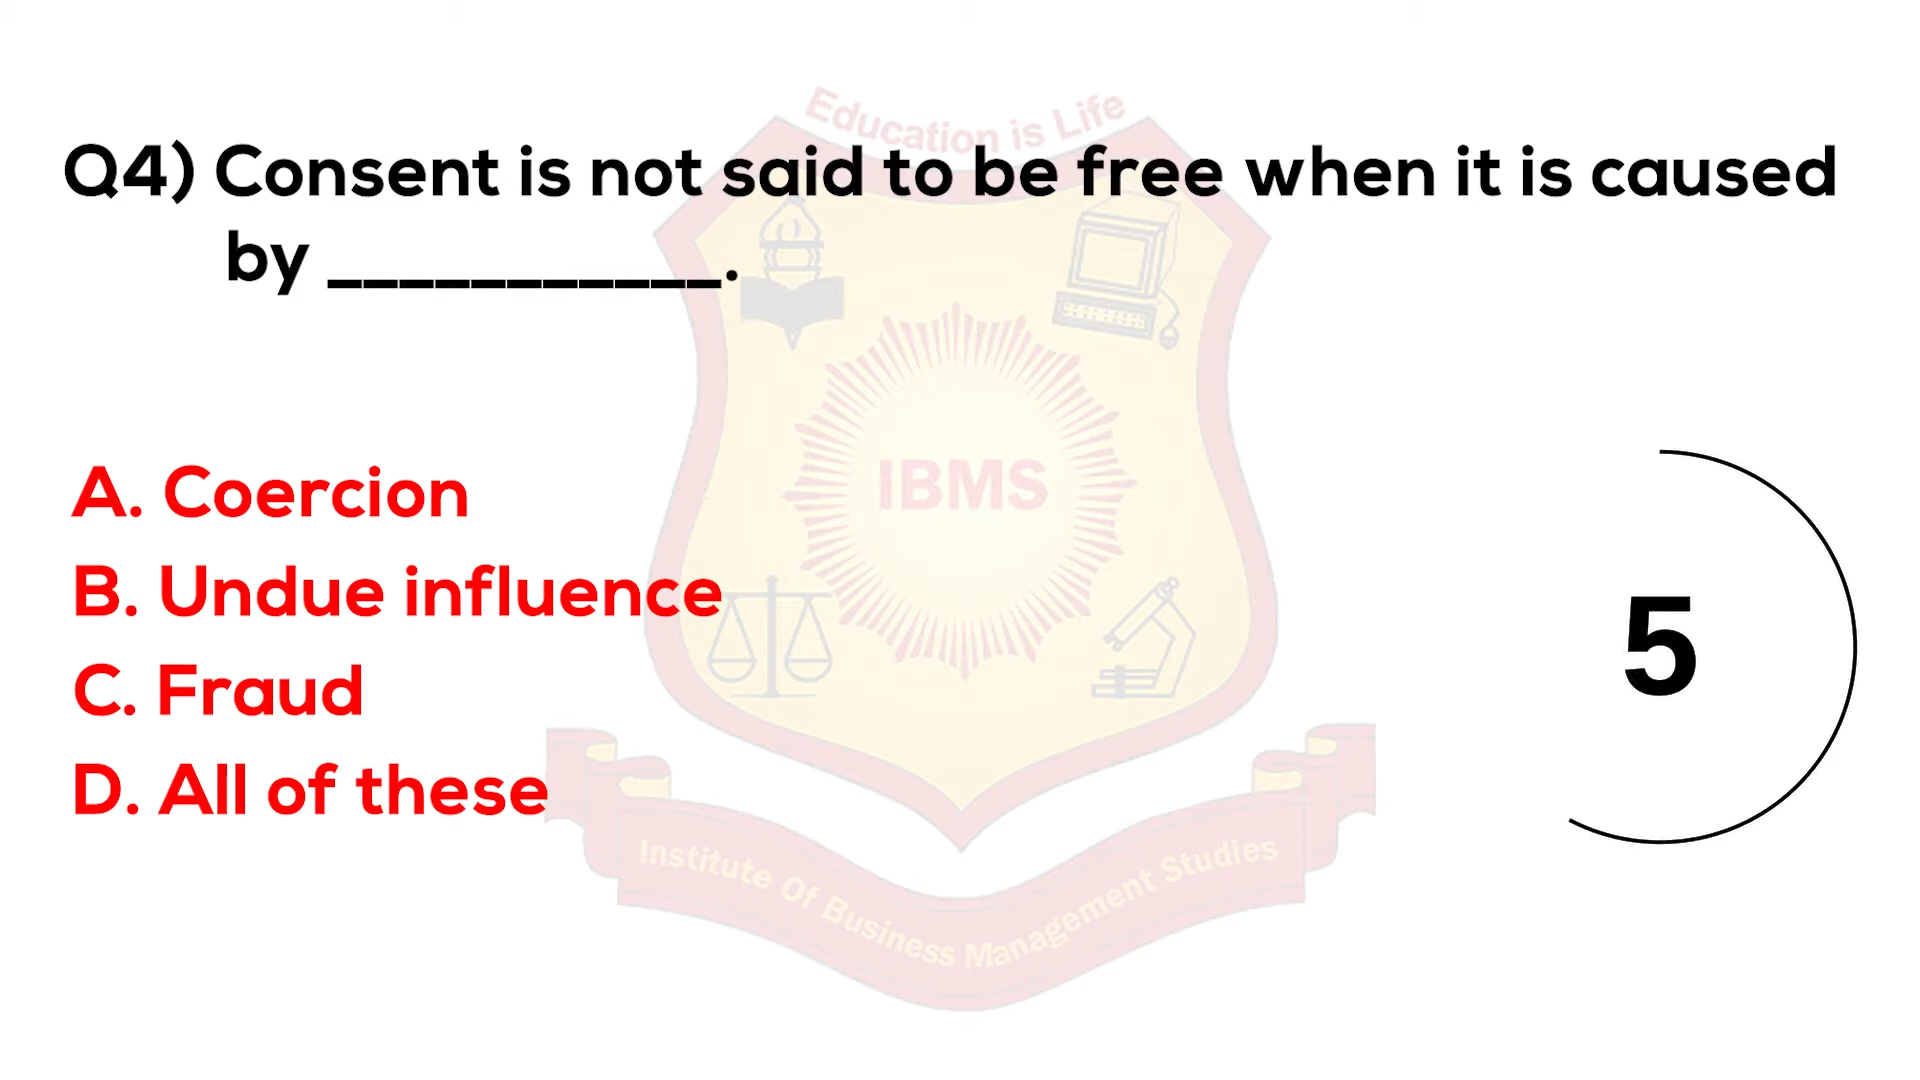 Education is Life
Q4) Consent is not said to be free when it is caused
by ___________.
IBMS
A. Coercion
B. Undue influence
C. Fraud
D. All of these
5
Institute Of Business Management Studies